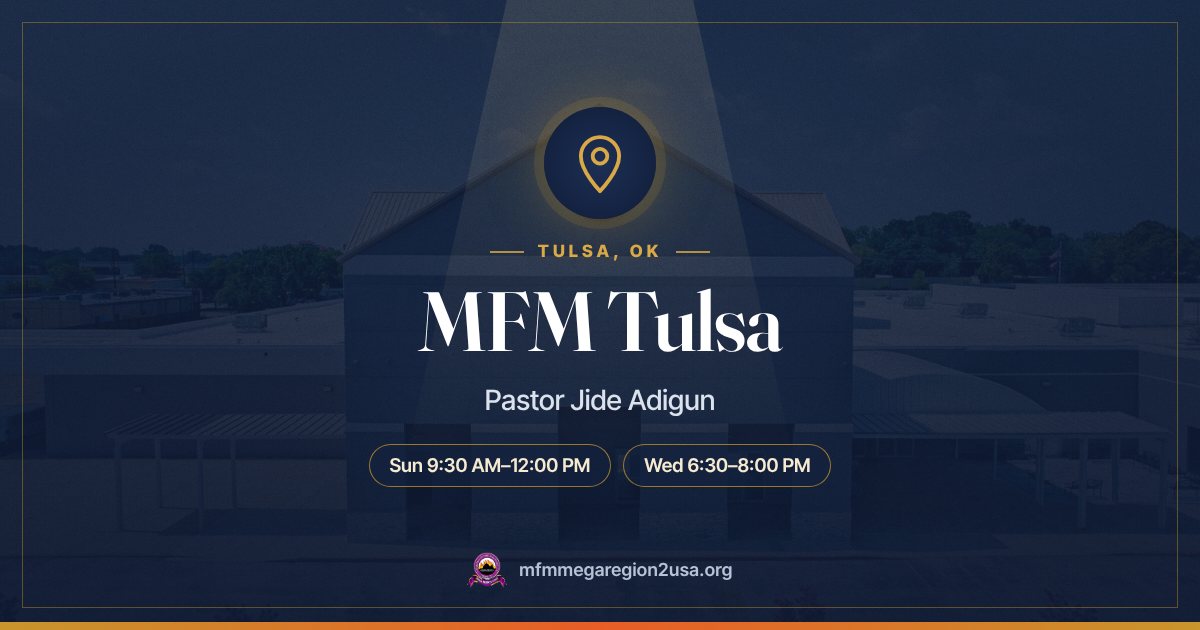 TULSA, OK
MFM Tulsa
Pastor Jide Adigun
Sun 9:30 AM–12:00 PM
Wed 6:30–8:00 PM
mfmmegaregion2usa.org